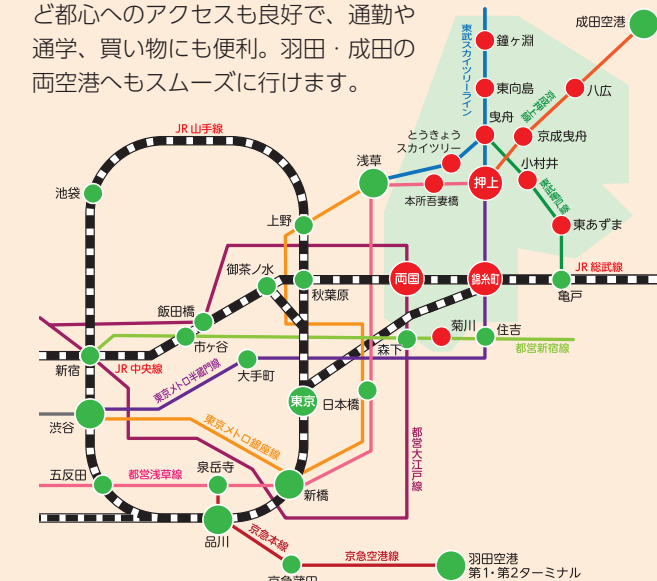 ど都心へのアクセスも良好で、通勤や
通学、買い物にも便利。羽田・成田の
両空港へもスムーズに行けます。
成田空港
東武スカイツリーライン
鐘ヶ淵
東向島
八広
京成押上線
曳舟
京成曳舟
とうきょう
スカイツリー
小村井
押上
本所吾妻橋
東武亀戸線
東あずま
浅草
JR山手線
池袋
上野
御茶ノ水
秋葉原
両国
錦糸町
JR総武線
亀戸
飯田橋
市ヶ谷
菊川
住吉
森下
都営新宿線
新宿
JR中央線
東京メトロ半蔵門線
大手町
東京
日本橋
渋谷
東京メトロ銀座線
都営大江戸線
五反田
都営浅草線
泉岳寺
新橋
品川
京急本線
京急空港線
京急蒲田
羽田空港
第1・第2ターミナル